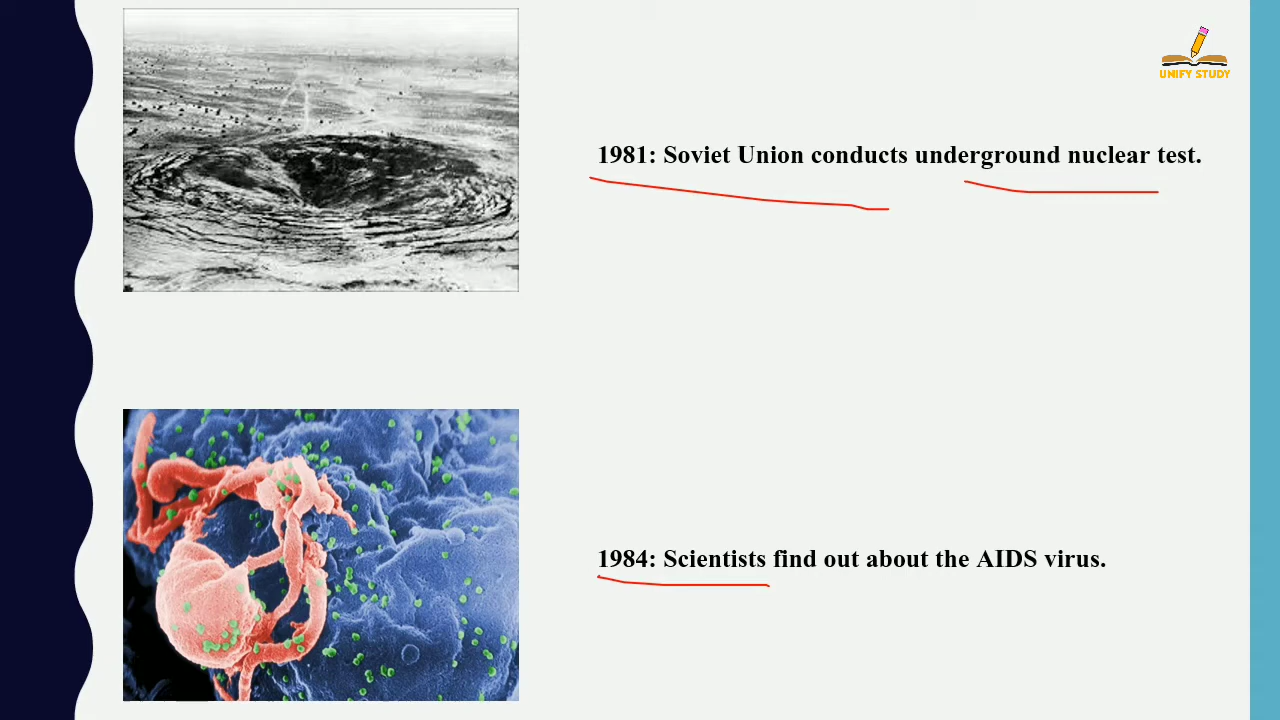 UNIFY STUDY
1981: Soviet Union conducts underground nuclear test.
1984: Scientists find out about the AIDS virus.